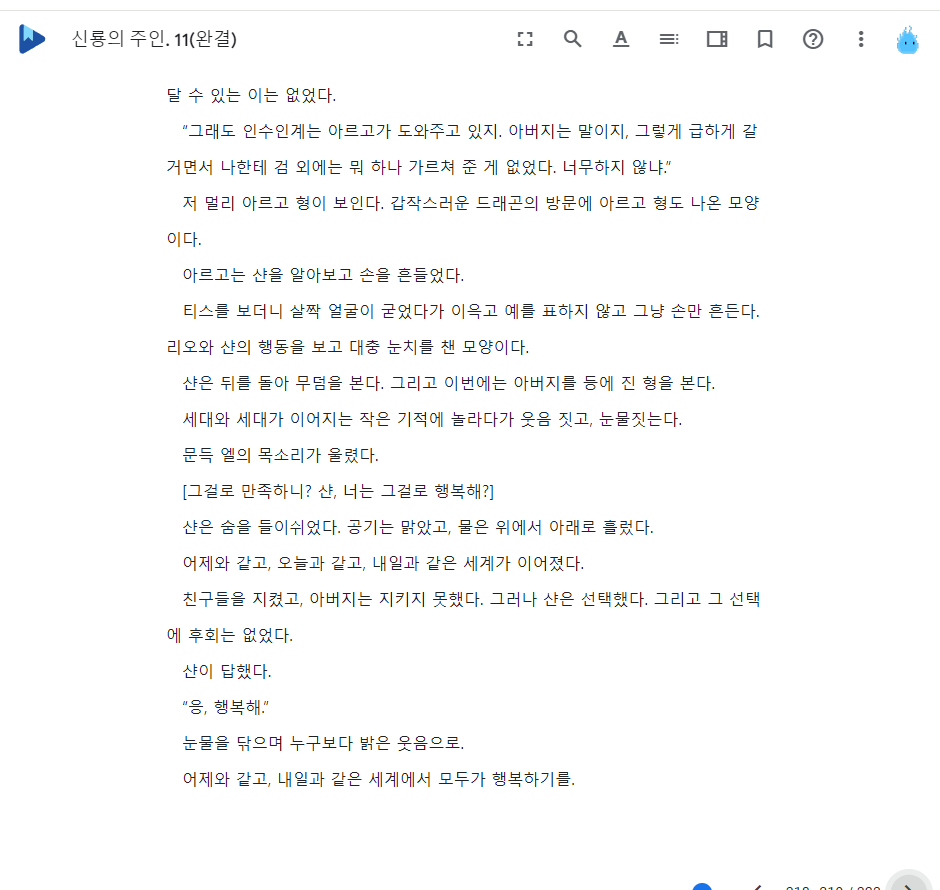 신룡의 주인. 11(완결)
달 수 있는 이는 없었다.
“그래도 인수인계는 아르고가 도와주고 있지. 아버지는 말이지, 그렇게 급하게 갈
거면서 나한테 검 외에는 뭐 하나 가르쳐 준 게 없었다. 너무하지 않냐.”
저 멀리 아르고 형이 보인다. 갑작스러운 드래곤의 방문에 아르고 형도 나온 모양
이다.
아르고는 샨을 알아보고 손을 흔들었다.
티스를 보더니 살짝 얼굴이 굳었다가 이윽고 예를 표하지 않고 그냥 손만 흔든다.
리오와 샨의 행동을 보고 대충 눈치를 챈 모양이다.
샨은 뒤를 돌아 무덤을 본다. 그리고 이번에는 아버지를 등에 진 형을 본다.
세대와 세대가 이어지는 작은 기적에 놀라다가 웃음 짓고, 눈물짓는다.
문득 엘의 목소리가 울렸다.
[그걸로 만족하니? 샨, 너는 그걸로 행복해?]
샨은 숨을 들이쉬었다. 공기는 맑았고, 물은 위에서 아래로 흘렀다.
어제와 같고, 오늘과 같고, 내일과 같은 세계가 이어졌다.
친구들을 지켰고, 아버지는 지키지 못했다. 그러나 샨은 선택했다. 그리고 그 선택
에 후회는 없었다.
샨이 답했다.
“응, 행복해.”
눈물을 닦으며 누구보다 밝은 웃음으로.
어제와 같고, 내일과 같은 세계에서 모두가 행복하기를.